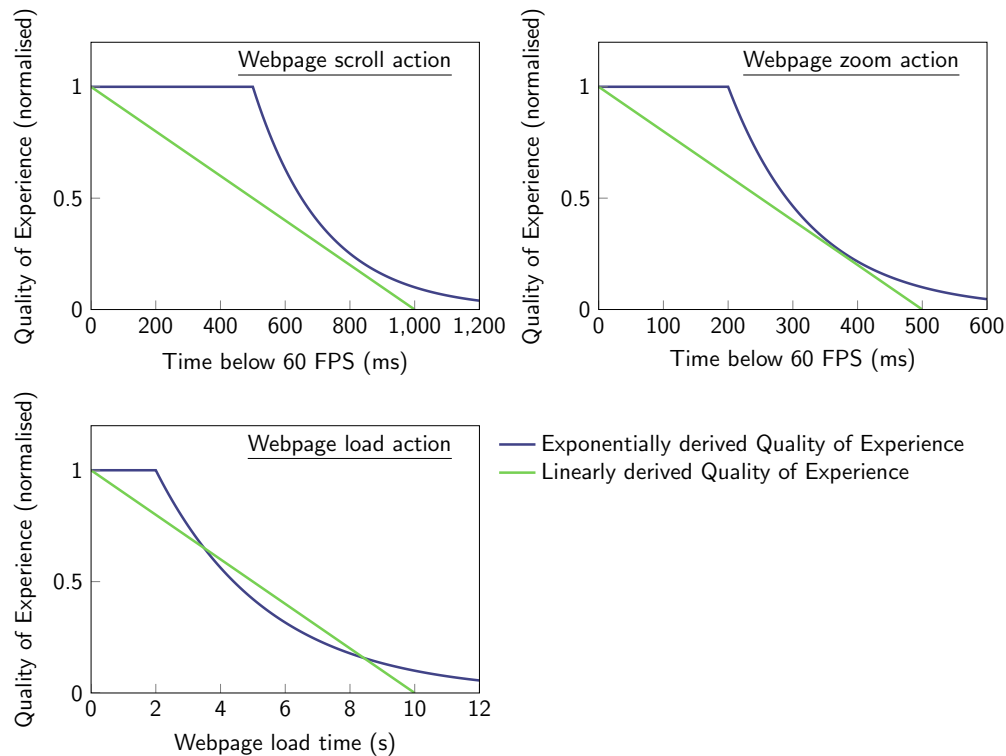 Webpage scroll action
Quality of Experience (normalised)
1
0.5
0
0 200 400 600 800 1,000 1,200
Time below 60 FPS (ms)
Webpage zoom action
Quality of Experience (normalised)
1
0.5
0
0 100 200 300 400 500 600
Time below 60 FPS (ms)
Webpage load action
Quality of Experience (normalised)
1
0.5
0
0 2 4 6 8 10 12
Webpage load time (s)
Exponentially derived Quality of Experience
Linearly derived Quality of Experience